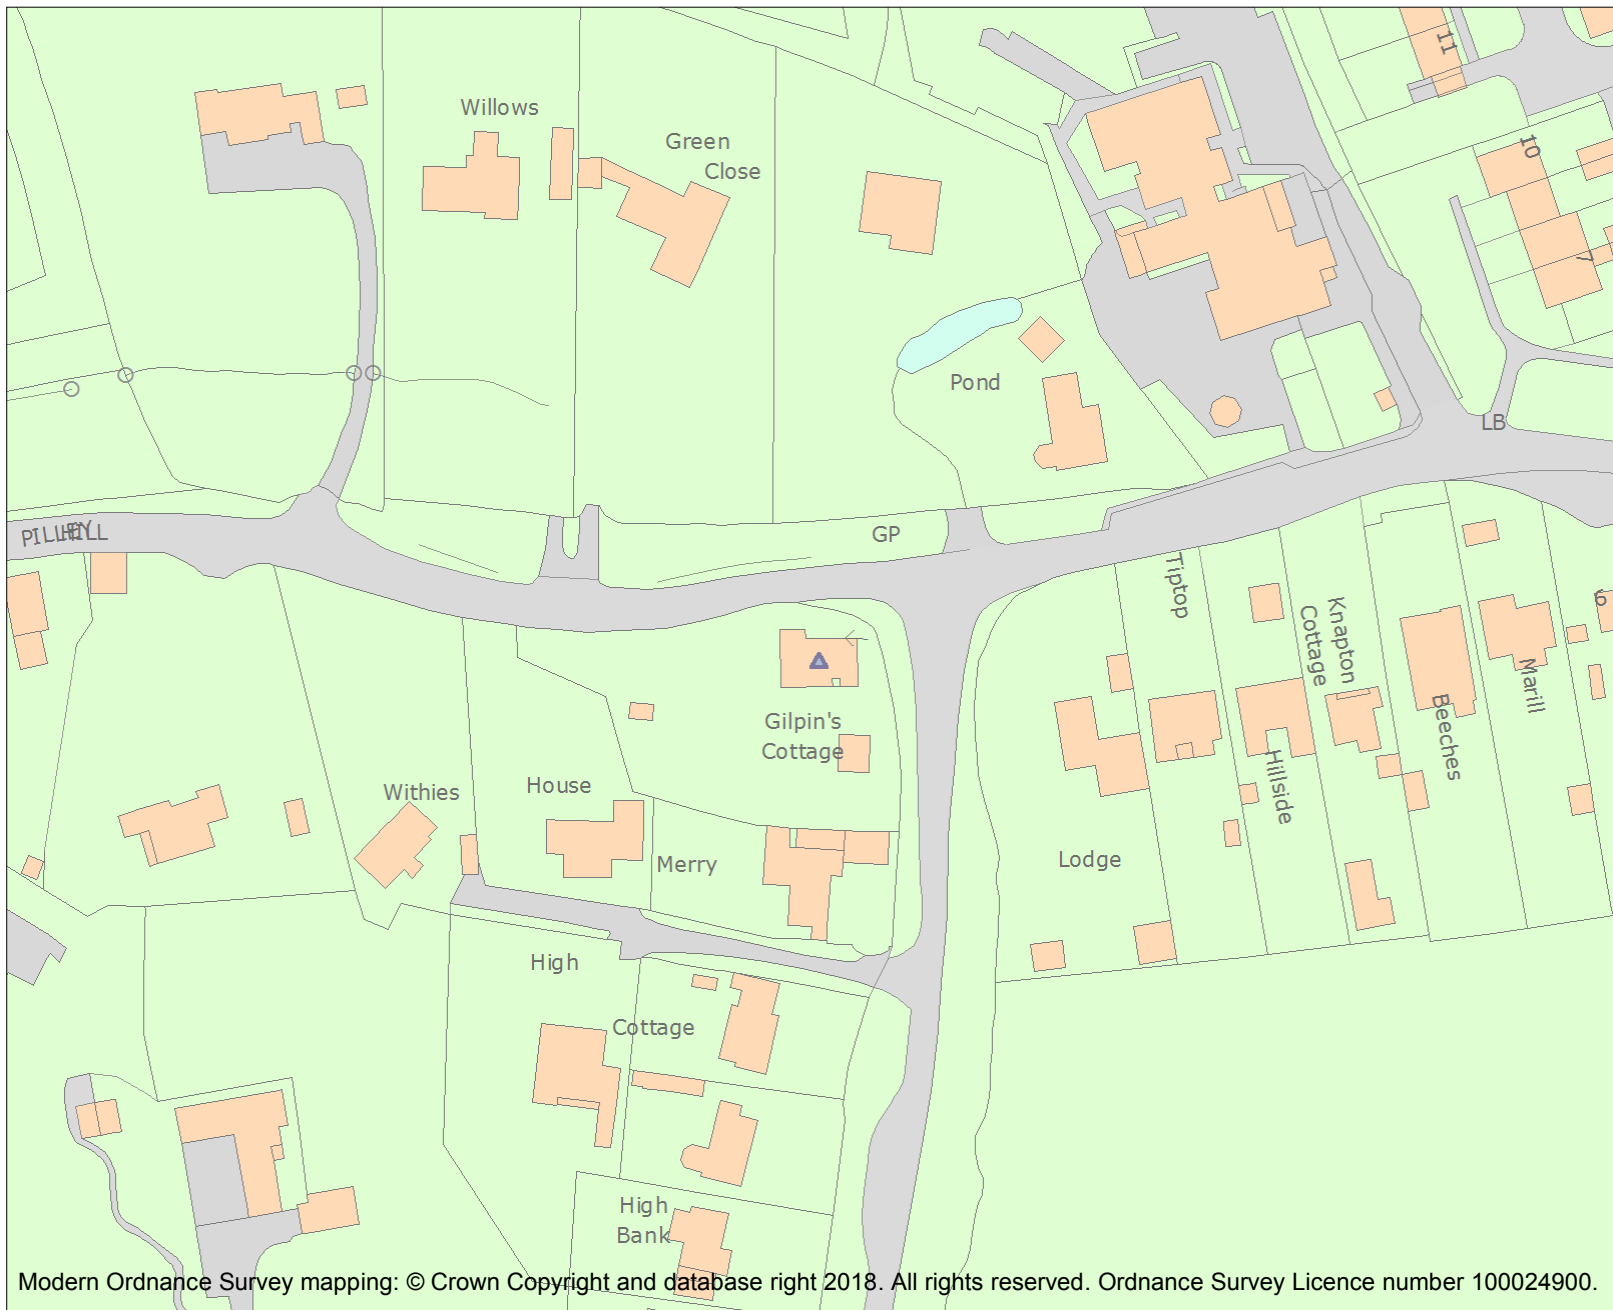 11
Willows
Green
Close
10
7
Pond
LB
PILLEY
HILL
GP
Tiptop
Knapton
Cottage
6
Marill
Gilpin's
Cottage
Beeches
Hillside
Withies
House
Merry
Lodge
High
Cottage
High
Bank
Modern Ordnance Survey mapping: © Crown Copyright and database right 2018. All rights reserved. Ordnance Survey Licence number 100024900.